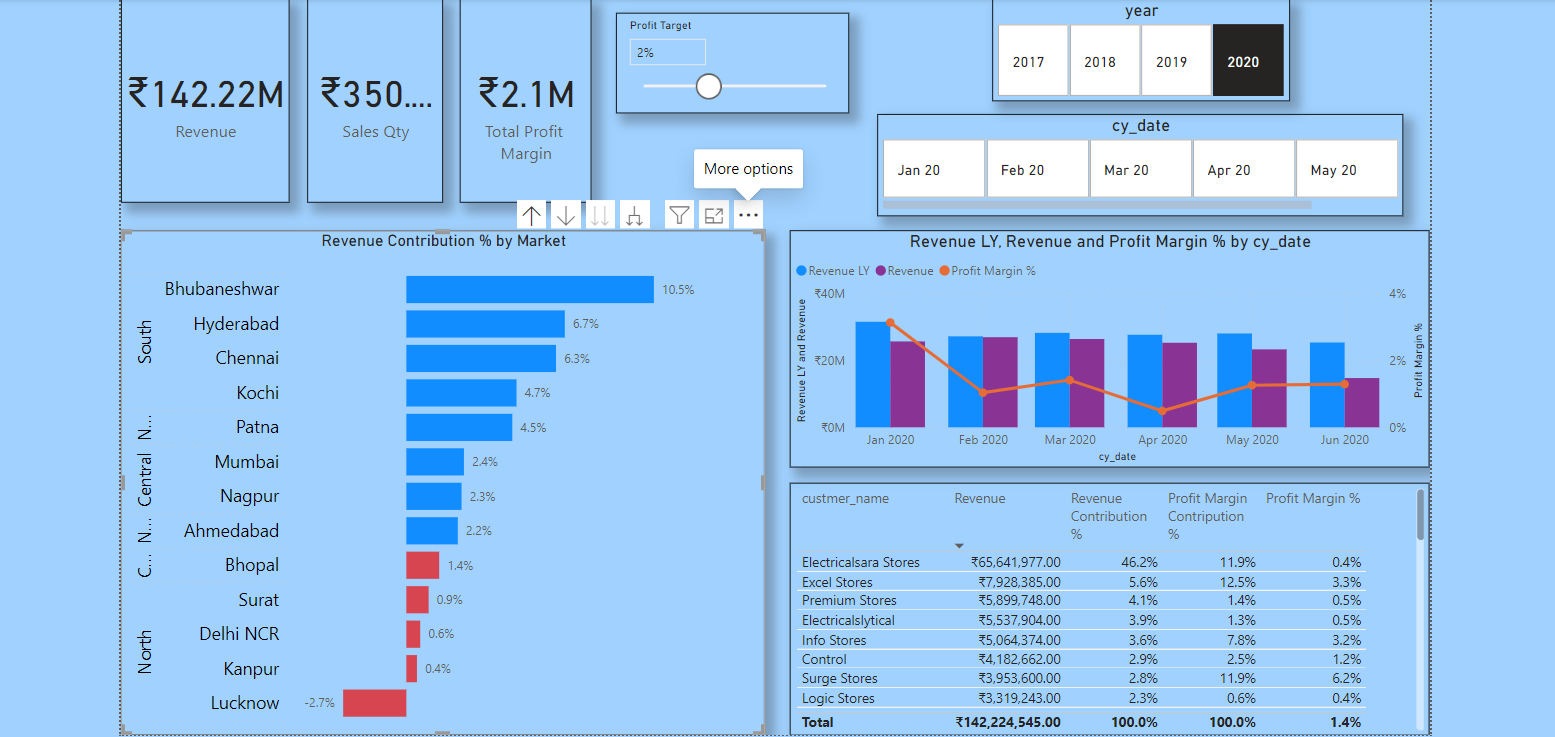 ₹142.22M
Revenue
₹350....
Sales Qty
₹2.1M
Total Profit
Margin
Profit Target
2%
year
2017 2018 2019 2020
cy_date
Jan 20 Feb 20 Mar 20 Apr 20 May 20
More options
Revenue Contribution % by Market
South
Central N...
C... N...
North
Bhubaneshwar 10.5%
Hyderabad 6.7%
Chennai 6.3%
Kochi 4.7%
Patna 4.5%
Mumbai 2.4%
Nagpur 2.3%
Ahmedabad 2.2%
Bhopal 1.4%
Surat 0.9%
Delhi NCR 0.6%
Kanpur 0.4%
Lucknow -2.7%
Revenue LY, Revenue and Profit Margin % by cy_date
Revenue LY Revenue Profit Margin %
Revenue LY and Revenue
₹40M
₹20M
₹0M
4%
2%
0%
Profit Margin %
Jan 2020 Feb 2020 Mar 2020 Apr 2020 May 2020 Jun 2020
cy_date
custmer_name Revenue Revenue Contribution % Profit Margin Contripution % Profit Margin %
Electricalsara Stores ₹65,641,977.00 46.2% 11.9% 0.4%
Excel Stores ₹7,928,385.00 5.6% 12.5% 3.3%
Premium Stores ₹5,899,748.00 4.1% 1.4% 0.5%
Electricalslytical ₹5,537,904.00 3.9% 1.3% 0.5%
Info Stores ₹5,064,374.00 3.6% 7.8% 3.2%
Control ₹4,182,662.00 2.9% 2.5% 1.2%
Surge Stores ₹3,953,600.00 2.8% 11.9% 6.2%
Logic Stores ₹3,319,243.00 2.3% 0.6% 0.4%
Total ₹142,224,545.00 100.0% 100.0% 1.4%